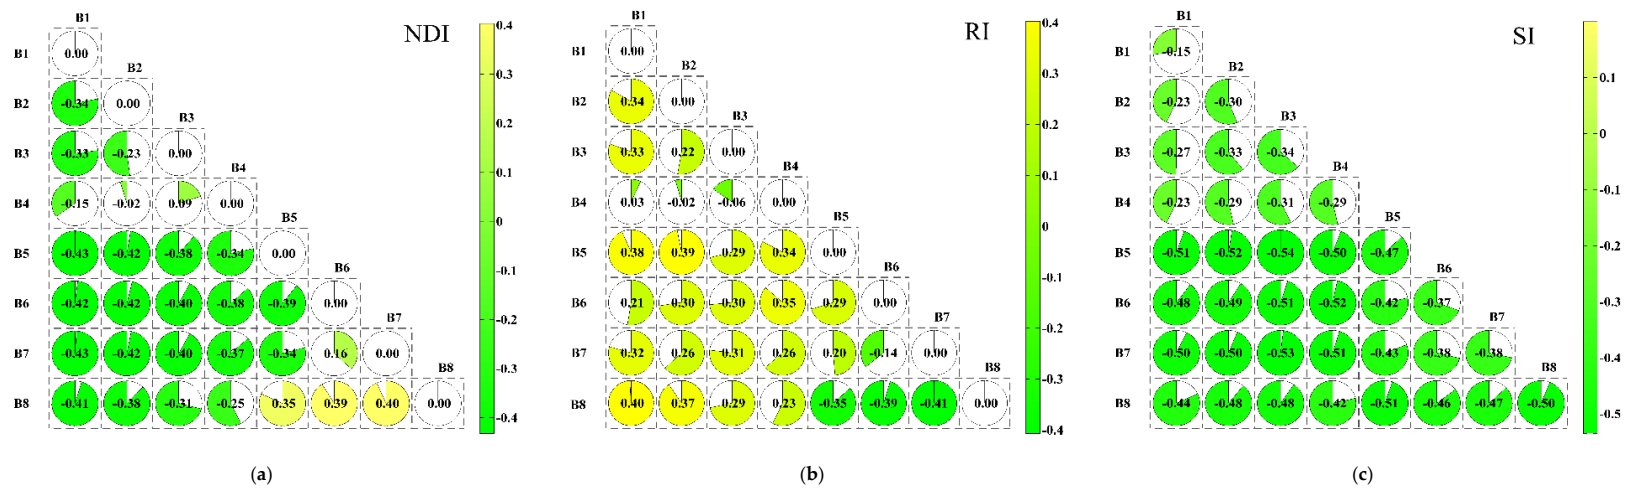 B1
NDI
B1 0.00
B2
B2 -0.34 0.00
B3
B3 -0.33 -0.23 0.00
B4
B4 -0.15 -0.02 0.09 0.00
B5
B5 -0.43 -0.42 -0.38 -0.34 0.00
B6
B6 -0.42 -0.42 -0.40 -0.38 -0.39 0.00
B7
B7 -0.43 -0.42 -0.40 -0.37 -0.34 0.16 0.00
B8
B8 -0.41 -0.38 -0.31 -0.25 0.35 0.39 0.40 0.00
0.4
0.3
0.2
0.1
0
-0.1
-0.2
-0.3
-0.4
(a)
B1
RI
B1 0.00
B2
B2 0.34 0.00
B3
B3 0.33 0.22 0.00
B4
B4 0.03 -0.02 -0.06 0.00
B5
B5 0.38 0.39 0.29 0.34 0.00
B6
B6 0.21 0.30 0.30 0.35 0.29 0.00
B7
B7 0.32 0.26 0.31 0.26 0.20 -0.14 0.00
B8
B8 0.40 0.37 0.29 0.23 -0.35 -0.39 -0.41 0.00
0.4
0.3
0.2
0.1
0
-0.1
-0.2
-0.3
-0.4
(b)
B1
SI
B1 -0.15
B2
B2 -0.23 -0.30
B3
B3 -0.27 -0.33 -0.34
B4
B4 -0.23 -0.29 -0.31 -0.29
B5
B5 -0.51 -0.52 -0.54 -0.50 -0.47
B6
B6 -0.48 -0.49 -0.51 -0.52 -0.42 -0.37
B7
B7 -0.50 -0.50 -0.53 -0.51 -0.43 -0.38 -0.38
B8
B8 -0.44 -0.48 -0.48 -0.42 -0.51 -0.46 -0.47 -0.50
0.1
0
-0.1
-0.2
-0.3
-0.4
-0.5
(c)